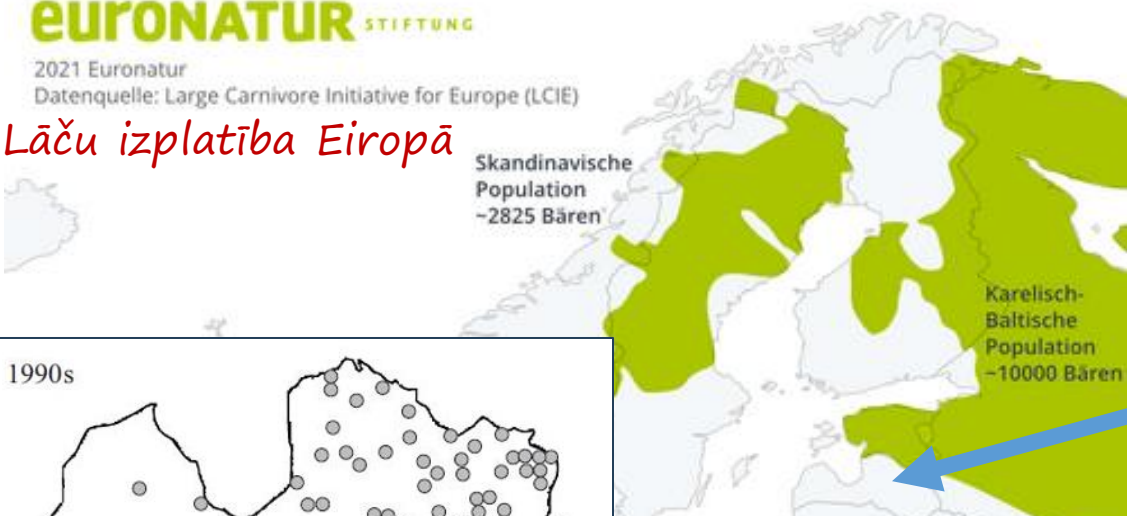 euronatur STIFTUNG
2021 Euronatur
Datenquelle: Large Carnivore Initiative for Europe (LCIE)
Lāču izplatība Eiropā
Skandinavische
Population
~2825 Bären
Karelisch-
Baltische
Population
~10000 Bären
1990s